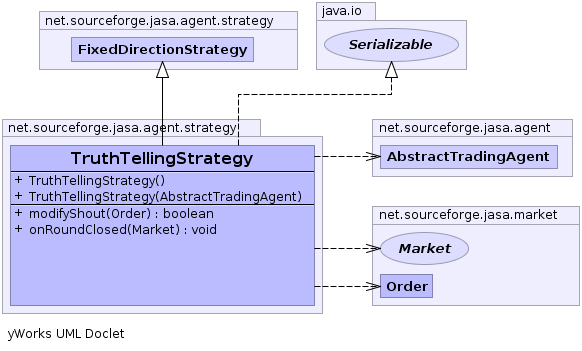 net.sourceforge.jasa.agent.strategy
FixedDirectionStrategy
java.io
Serializable
net.sourceforge.jasa.agent.strategy
TruthTellingStrategy
+ TruthTellingStrategy()
+ TruthTellingStrategy(AbstractTradingAgent)
+ modifyShout(Order) : boolean
+ onRoundClosed(Market) : void
net.sourceforge.jasa.agent
AbstractTradingAgent
net.sourceforge.jasa.market
Market
Order
yWorks UML Doclet